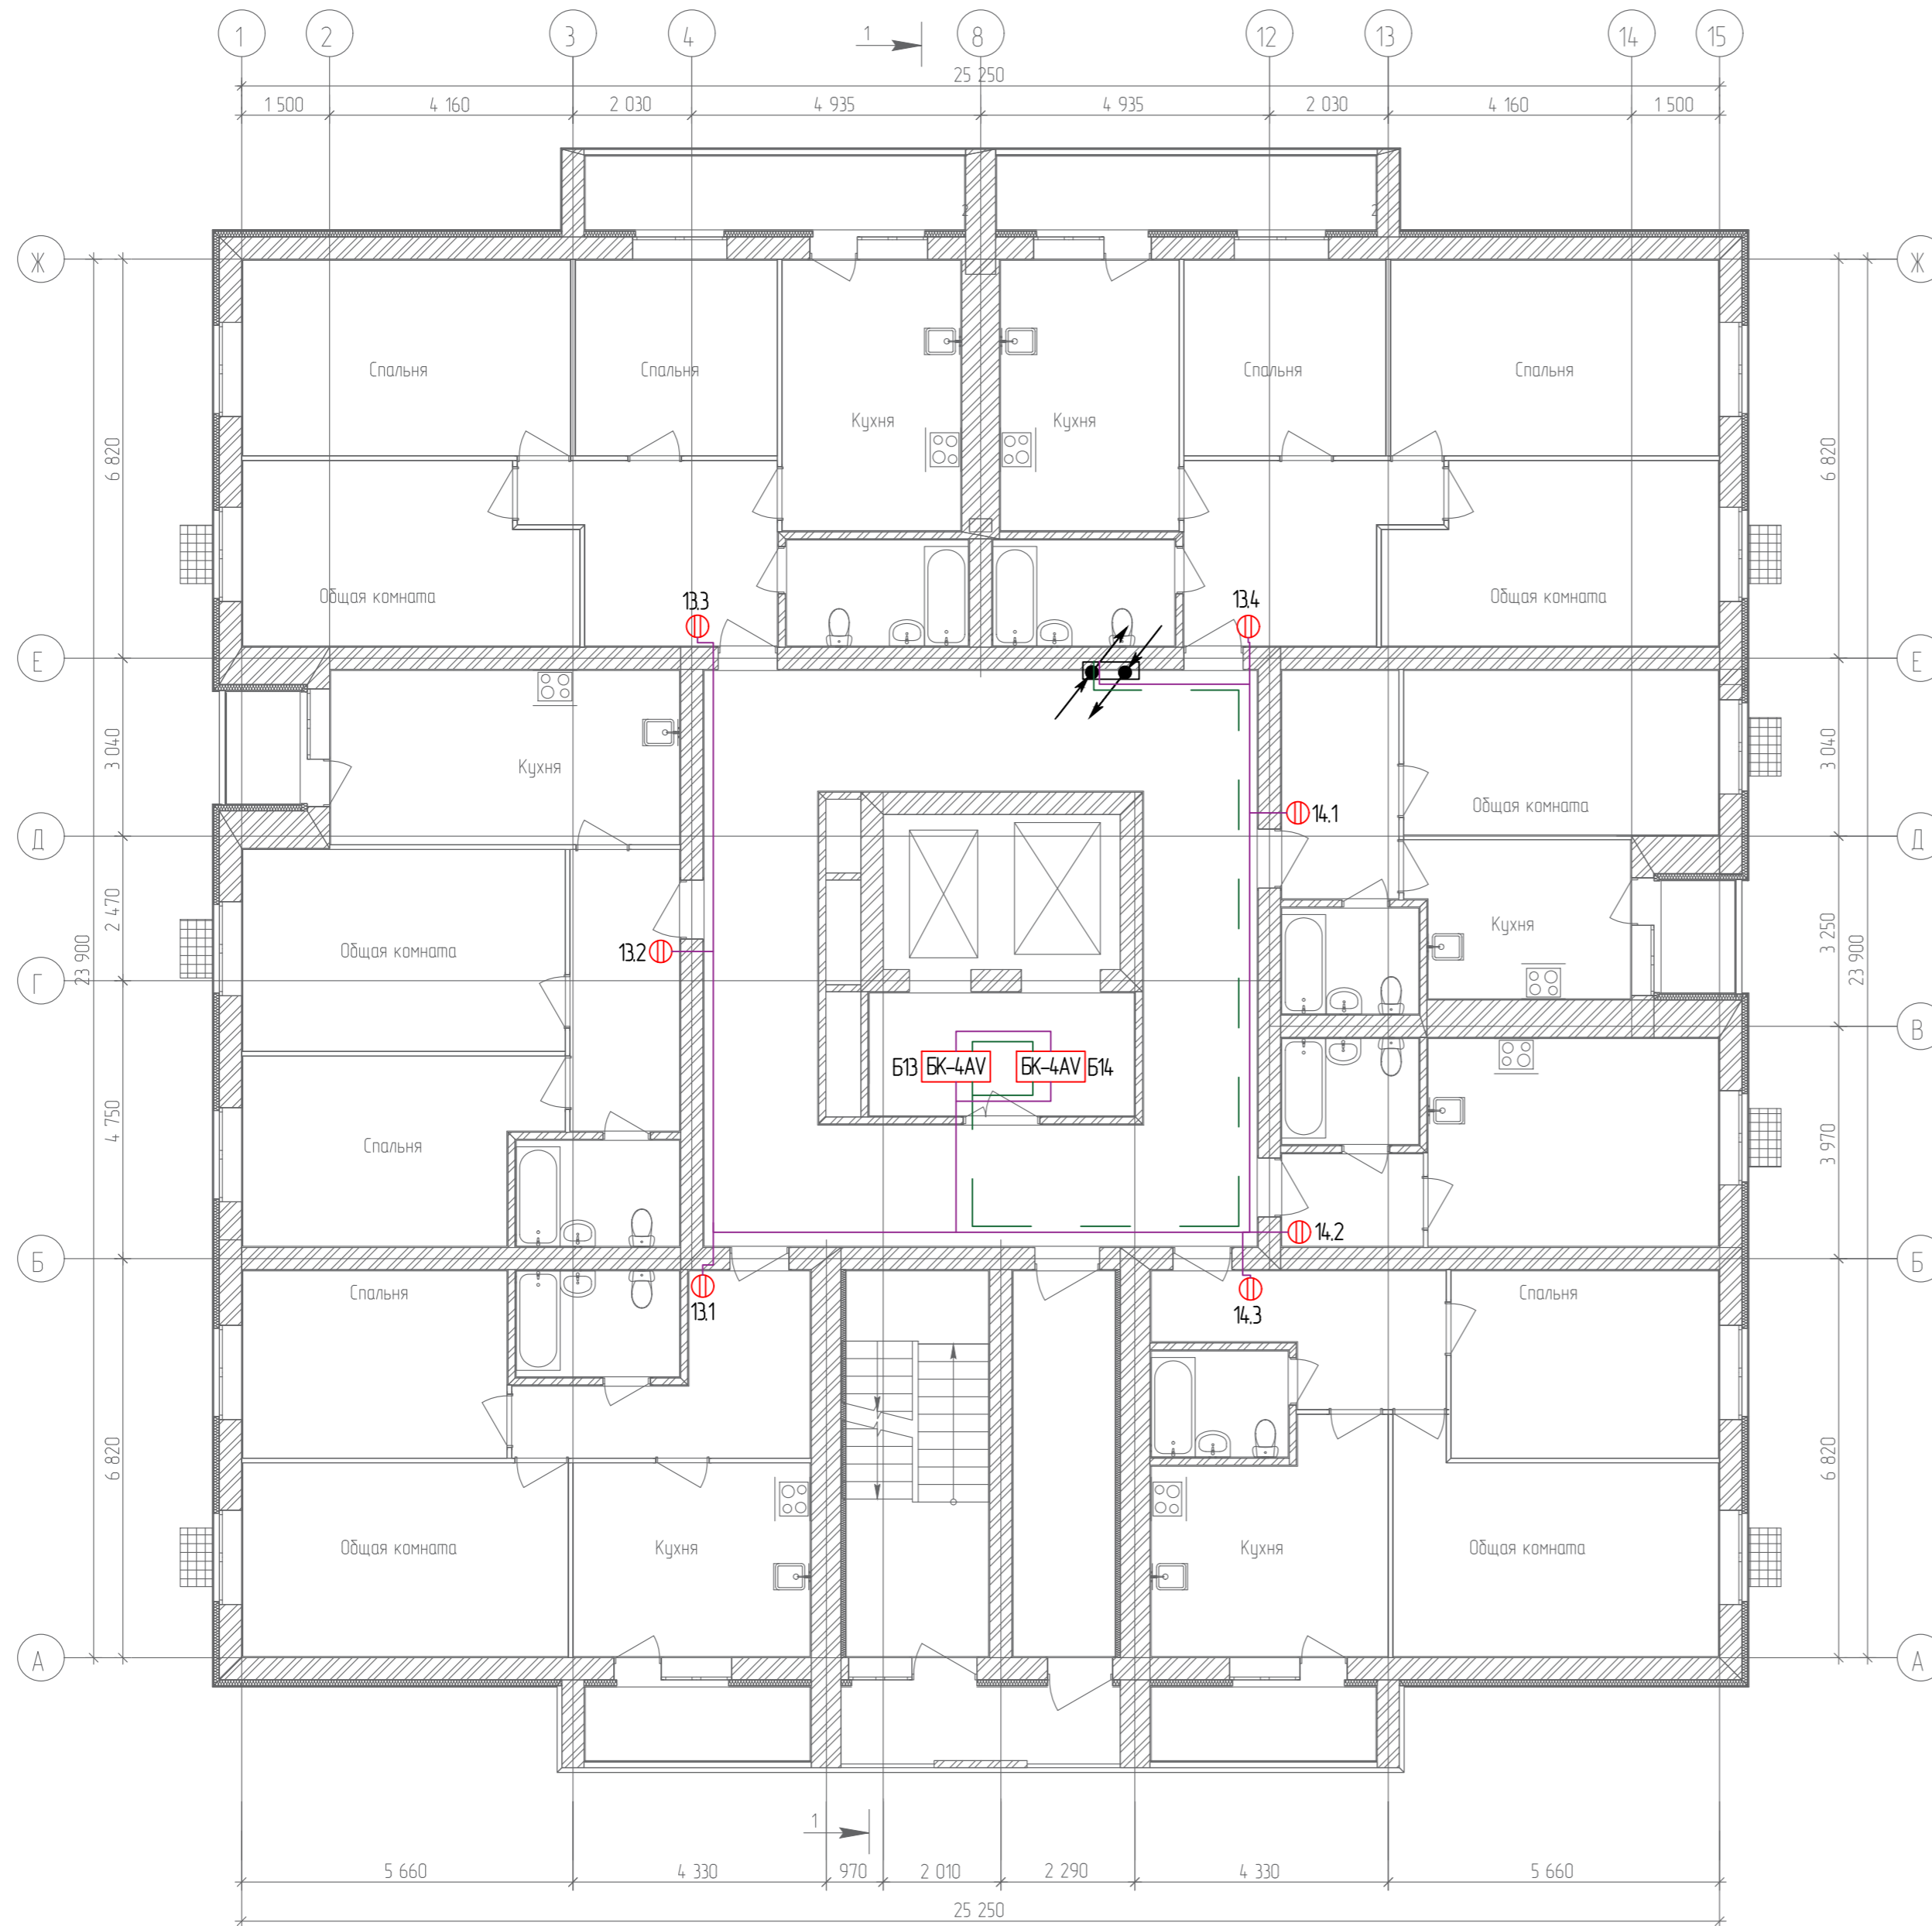 1 2 3 4 8 12 13 14 15
1
25 250
1 500 4 160 2 030 4 935 4 935 2 030 4 160 1 500
2 2
Ж Ж
Спальня Спальня Спальня Спальня
Кухня Кухня
6 820 6 820
Общая комната 13.3 13.4 Общая комната
Е Е
3 040 Кухня 3 040
Общая комната
14.1
Д Д
2 470 Кухня 3 250
23 900 13.2 Общая комната 23 900
Г
В
Б13 БК-4AV БК-4AV Б14
4 750 Спальня 3 970
14.2
Б Б
Спальня 13.1 14.3 Спальня
6 820 6 820
Общая комната Кухня Кухня Общая комната
А А
1
5 660 4 330 970 2 010 2 290 4 330 5 660
25 250